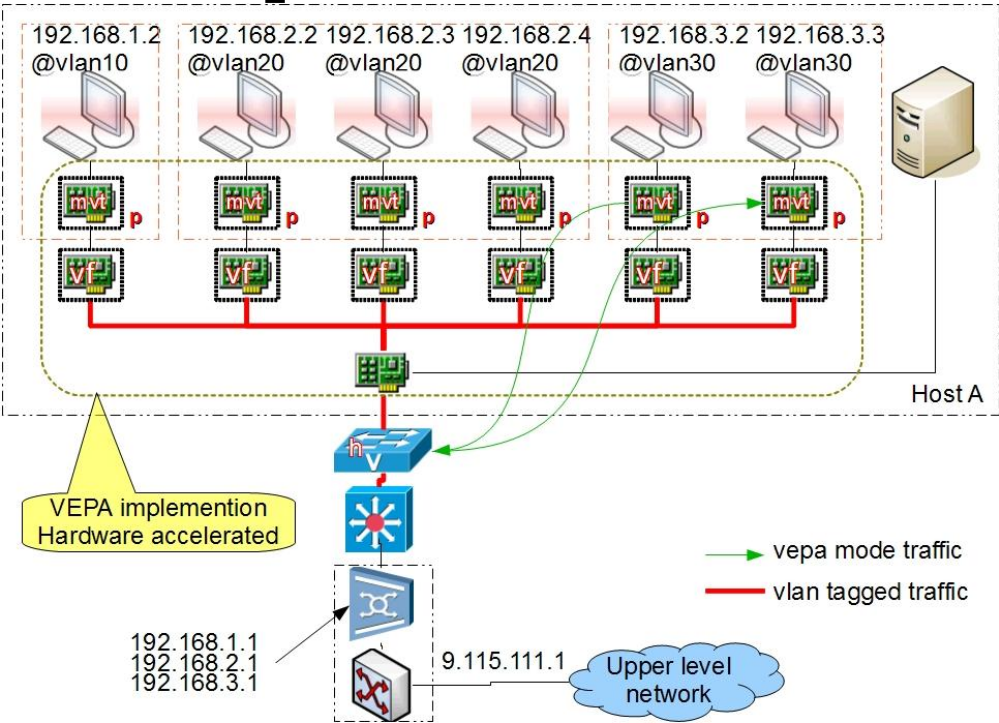 192.168.1.2 192.168.2.2 192.168.2.3 192.168.2.4 192.168.3.2 192.168.3.3
@vlan10 @vlan20 @vlan20 @vlan20 @vlan30 @vlan30
mvt p mvt p mvt p mvt p mvt p mvt p
vf vf vf vf vf vf
Host A
h
V
VEPA implemention
Hardware accelerated
vepa mode traffic
vlan tagged traffic
192.168.1.1
192.168.2.1
192.168.3.1
9.115.111.1
Upper level
network